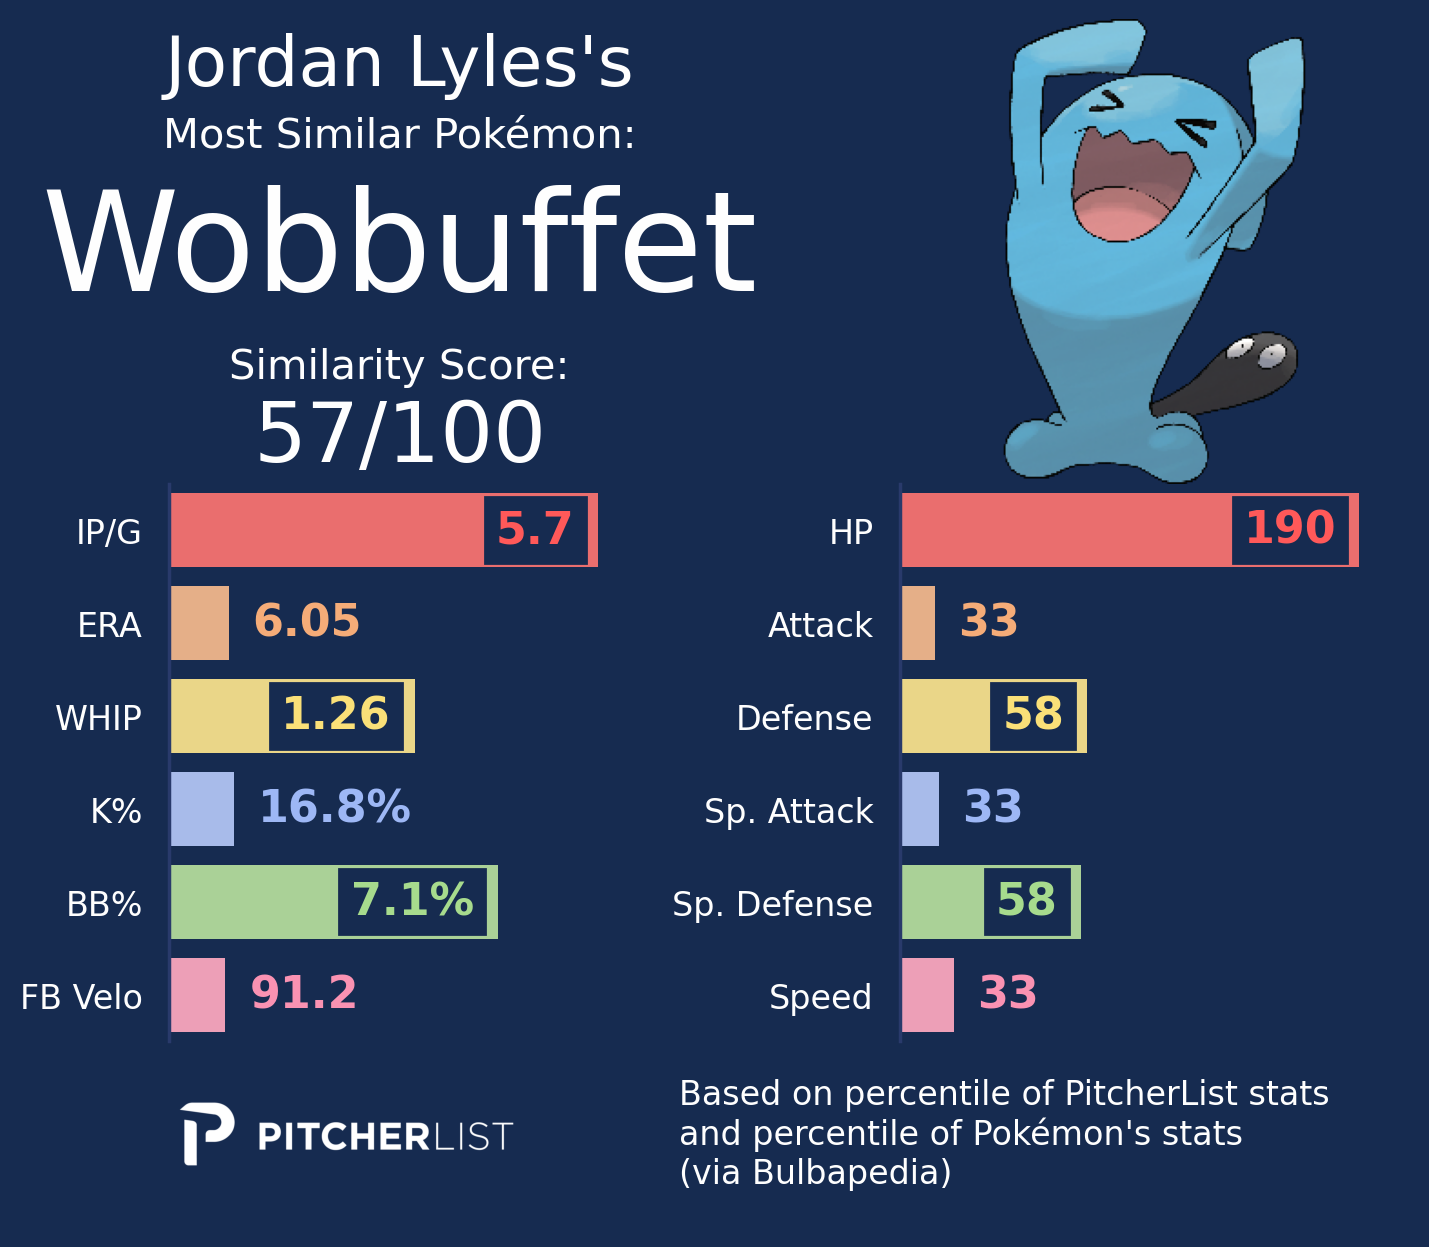 Jordan Lyles's
Most Similar Pokémon:
Wobbuffet
Similarity Score:
57/100
IP/G 5.7
ERA 6.05
WHIP 1.26
K% 16.8%
BB% 7.1%
FB Velo 91.2
HP 190
Attack 33
Defense 58
Sp. Attack 33
Sp. Defense 58
Speed 33
PITCHERLIST
Based on percentile of PitcherList stats
and percentile of Pokémon's stats
(via Bulbapedia)